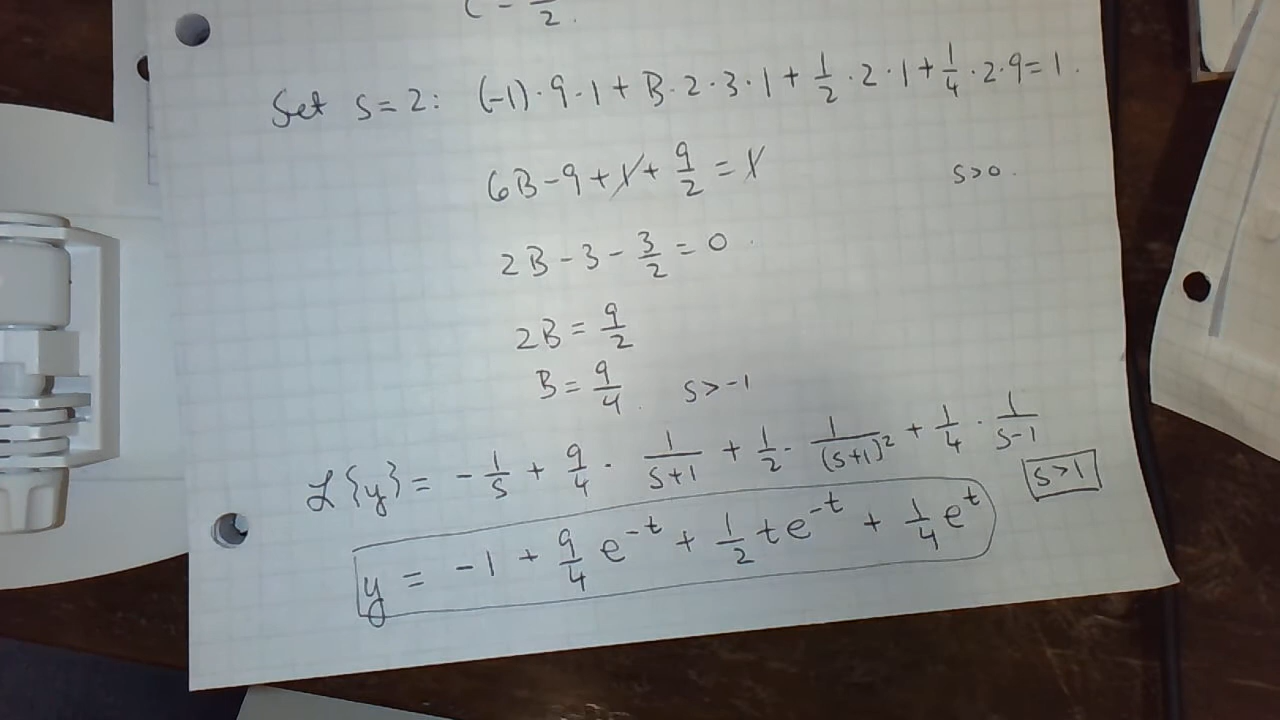 2.
Set s=2: (-1)·9·1 + B·2·3·1 + 1/2·2·1 + 1/4·2·9 = 1.
6B - 9 + 1 + 9/2 = 1
s>0.
2B - 3 - 3/2 = 0.
2B = 9/2
B = 9/4. s>-1
ℒ{y} = -1/s + 9/4 · 1/(s+1) + 1/2 · 1/(s+1)² + 1/4 · 1/(s-1)
s>1
y = -1 + 9/4 e^-t + 1/2 te^-t + 1/4 e^t